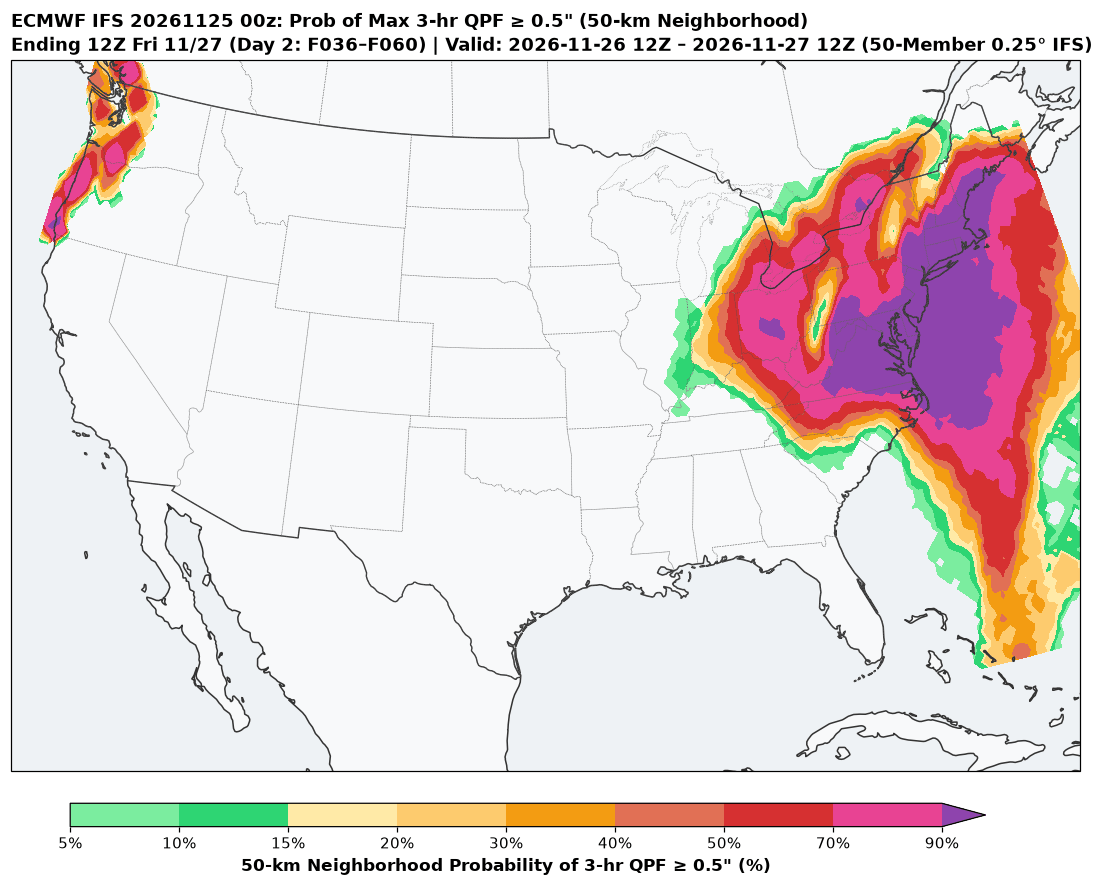 ECMWF IFS 20261125 00z: Prob of Max 3-hr QPF ≥ 0.5" (50-km Neighborhood)
Ending 12Z Fri 11/27 (Day 2: F036–F060) | Valid: 2026-11-26 12Z – 2026-11-27 12Z (50-Member 0.25° IFS)
5% 10% 15% 20% 30% 40% 50% 70% 90%
50-km Neighborhood Probability of 3-hr QPF ≥ 0.5" (%)